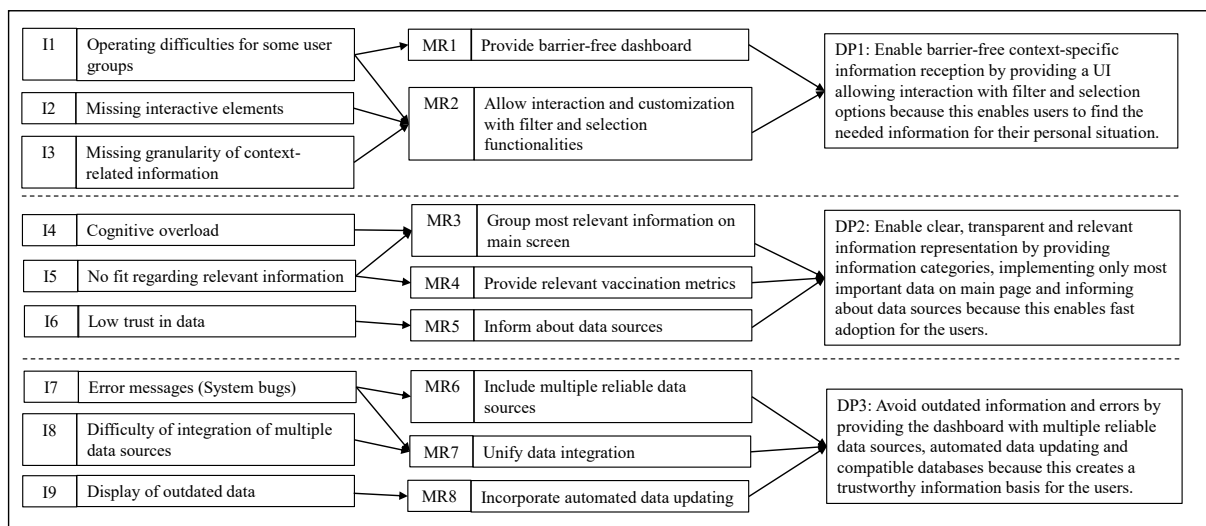 I1
Operating difficulties for some user
groups
I2
Missing interactive elements
I3
Missing granularity of context-
related information
MR1
Provide barrier-free dashboard
MR2
Allow interaction and customization
with filter and selection
functionalities
DP1: Enable barrier-free context-specific
information reception by providing a UI
allowing interaction with filter and selection
options because this enables users to find the
needed information for their personal situation.
I4
Cognitive overload
I5
No fit regarding relevant information
I6
Low trust in data
MR3
Group most relevant information on
main screen
MR4
Provide relevant vaccination metrics
MR5
Inform about data sources
DP2: Enable clear, transparent and relevant
information representation by providing
information categories, implementing only most
important data on main page and informing
about data sources because this enables fast
adoption for the users.
I7
Error messages (System bugs)
I8
Difficulty of integration of multiple
data sources
I9
Display of outdated data
MR6
Include multiple reliable data
sources
MR7
Unify data integration
MR8
Incorporate automated data updating
DP3: Avoid outdated information and errors by
providing the dashboard with multiple reliable
data sources, automated data updating and
compatible databases because this creates a
trustworthy information basis for the users.